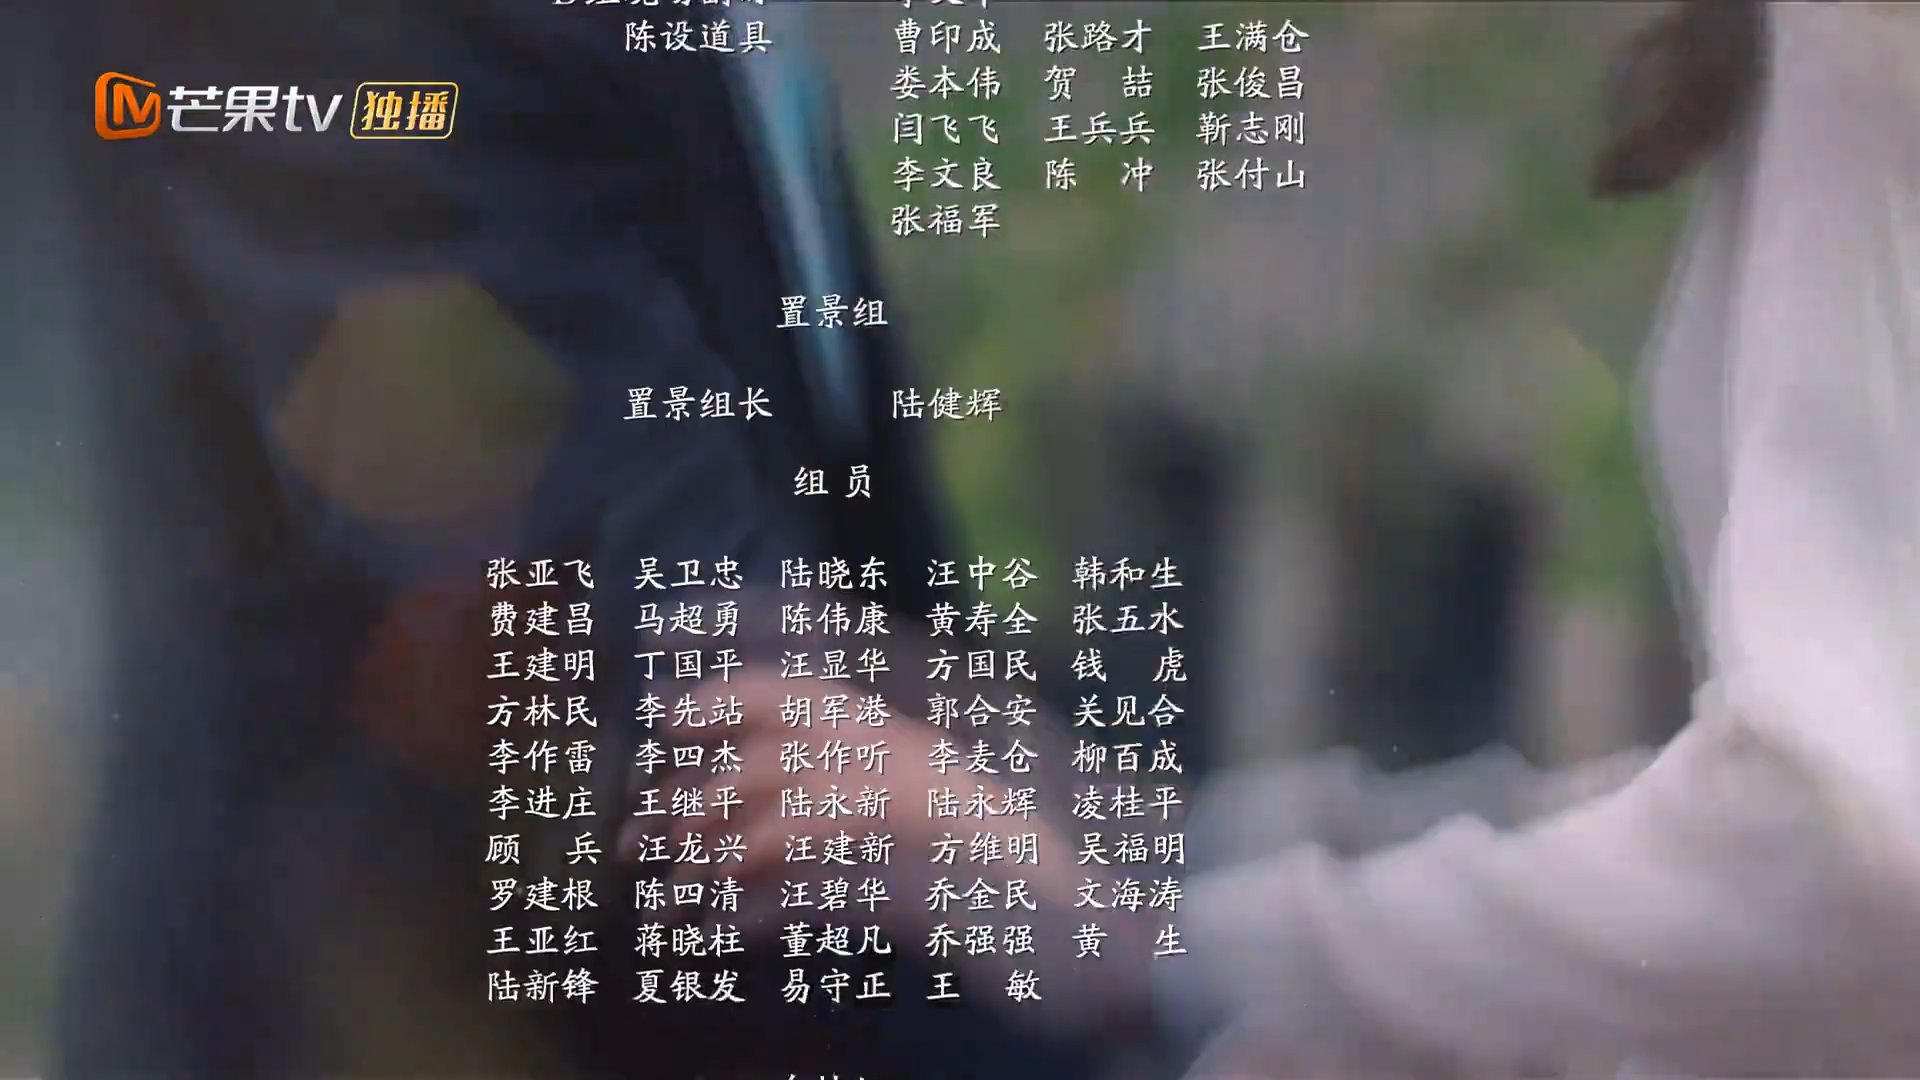 陈设道具 曹印成 张路才 王满仓
芒果tv 独播
娄本伟 贺喆 张俊昌
闫飞飞 王兵兵 靳志刚
李文良 陈冲 张付山
张福军
置景组
置景组长 陆健辉
组员
张亚飞 吴卫忠 陆晓东 汪中谷 韩和生
费建昌 马超勇 陈伟康 黄寿全 张五水
王建明 丁国平 汪显华 方国民 钱虎
方林民 李先站 胡军港 郭合安 关见合
李作雷 李四杰 张作听 李麦仓 柳百成
李进庄 王继平 陆永新 陆永辉 凌桂平
顾兵 汪龙兴 汪建新 方维明 吴福明
罗建根 陈四清 汪碧华 乔金民 文海涛
王亚红 蒋晓柱 董超凡 乔强强 黄生
陆新锋 夏银发 易守正 王敏